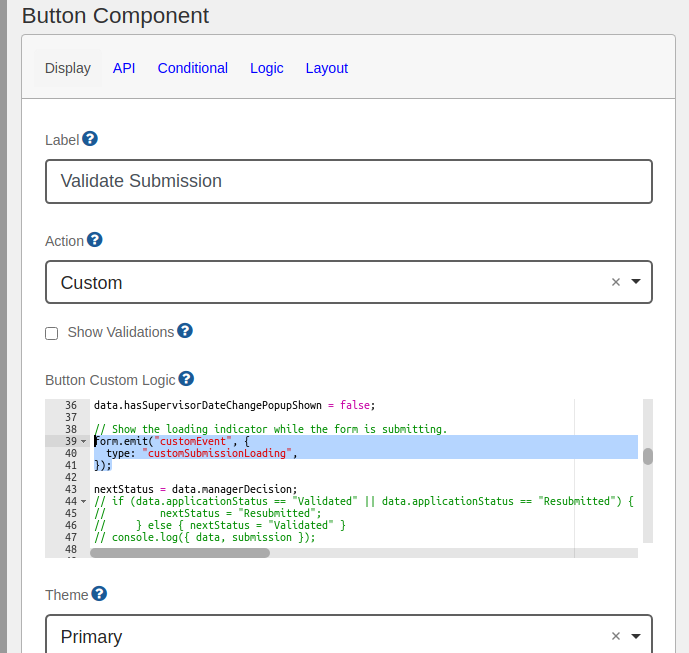 Button Component
Display API Conditional Logic Layout
Label
Validate Submission
Action
Custom
Show Validations
Button Custom Logic
36 data.hasSupervisorDateChangePopupShown = false;
37
38 // Show the loading indicator while the form is submitting.
39 form.emit("customEvent", {
40   type: "customSubmissionLoading",
41 });
42
43 nextStatus = data.managerDecision;
44 // if (data.applicationStatus == "Validated" || data.applicationStatus == "Resubmitted") {
45 //         nextStatus = "Resubmitted";
46 //     } else { nextStatus = "Validated" }
47 // console.log({ data, submission });
48
Theme
Primary